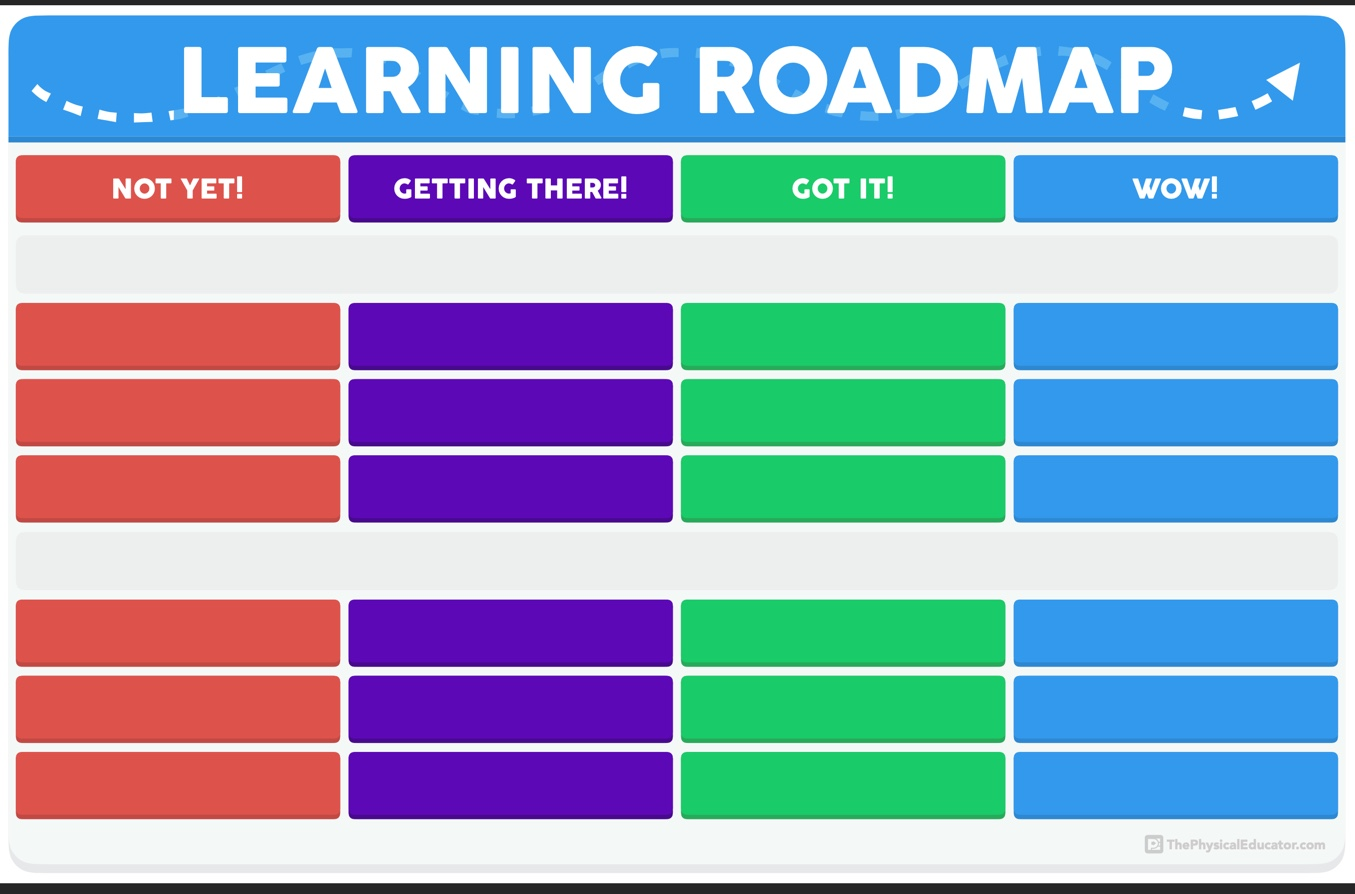 LEARNING ROADMAP
NOT YET!
GETTING THERE!
GOT IT!
WOW!
ThePhysicalEducator.com